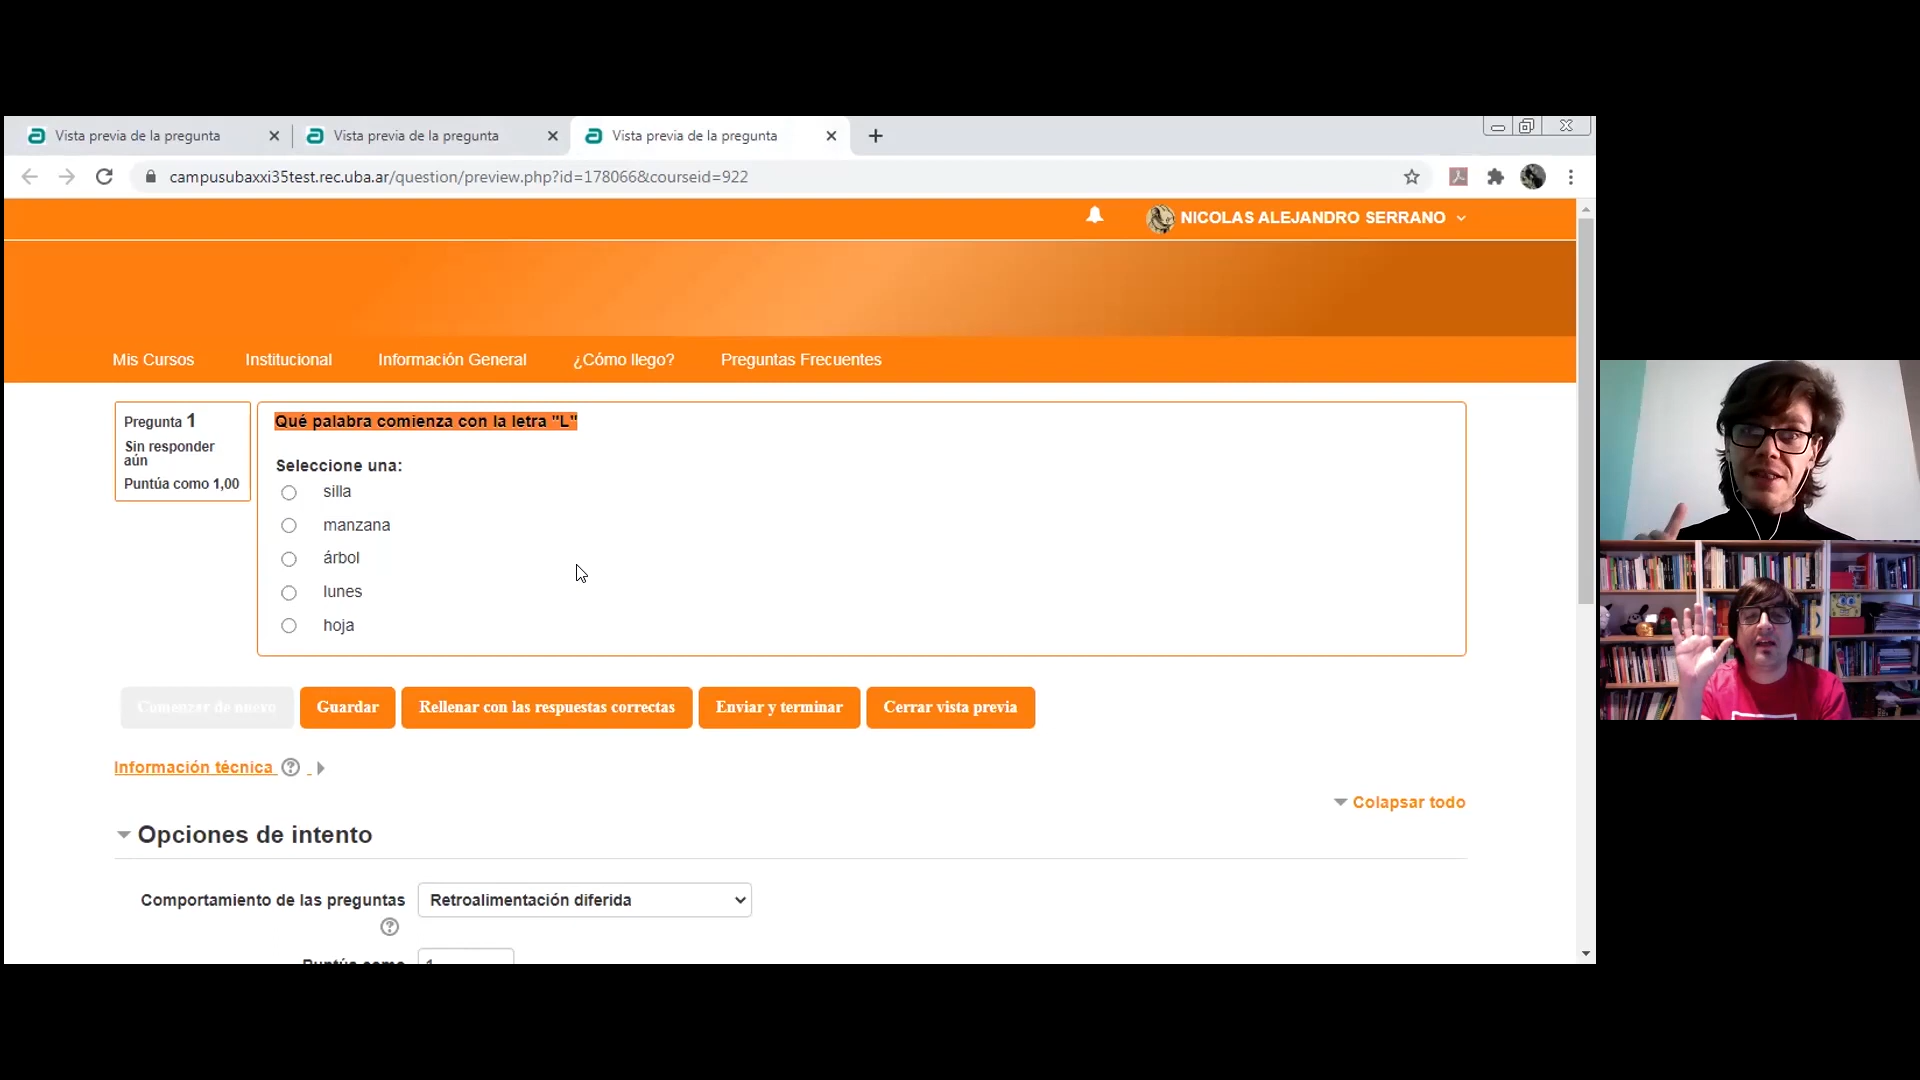 Vista previa de la pregunta
Vista previa de la pregunta
Vista previa de la pregunta
campusubaxxi35test.rec.uba.ar/question/preview.php?id=178066&courseid=922
NICOLAS ALEJANDRO SERRANO
Mis Cursos
Institucional
Información General
¿Cómo llego?
Preguntas Frecuentes
Pregunta 1
Sin responder
aún
Puntúa como 1,00
Qué palabra comienza con la letra "L"
Seleccione una:
silla
manzana
árbol
lunes
hoja
Comenzar de nuevo
Guardar
Rellenar con las respuestas correctas
Enviar y terminar
Cerrar vista previa
Información técnica
Colapsar todo
Opciones de intento
Comportamiento de las preguntas
Retroalimentación diferida
Puntúa como
1